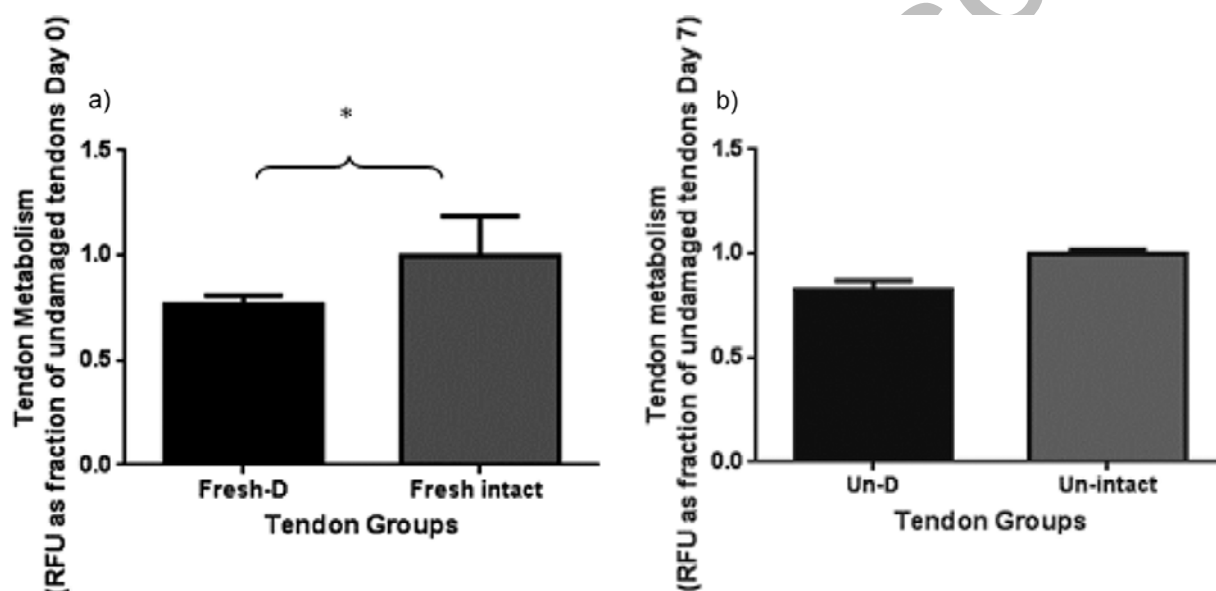 a)
*
Tendon Metabolism
(RFU as fraction of undamaged tendons Day 0)
1.5
1.0
0.5
0.0
Fresh-D Fresh intact
Tendon Groups
b)
Tendon metabolism
(RFU as fraction of undamaged tendons Day 7)
1.5
1.0
0.5
0.0
Un-D Un-intact
Tendon Groups